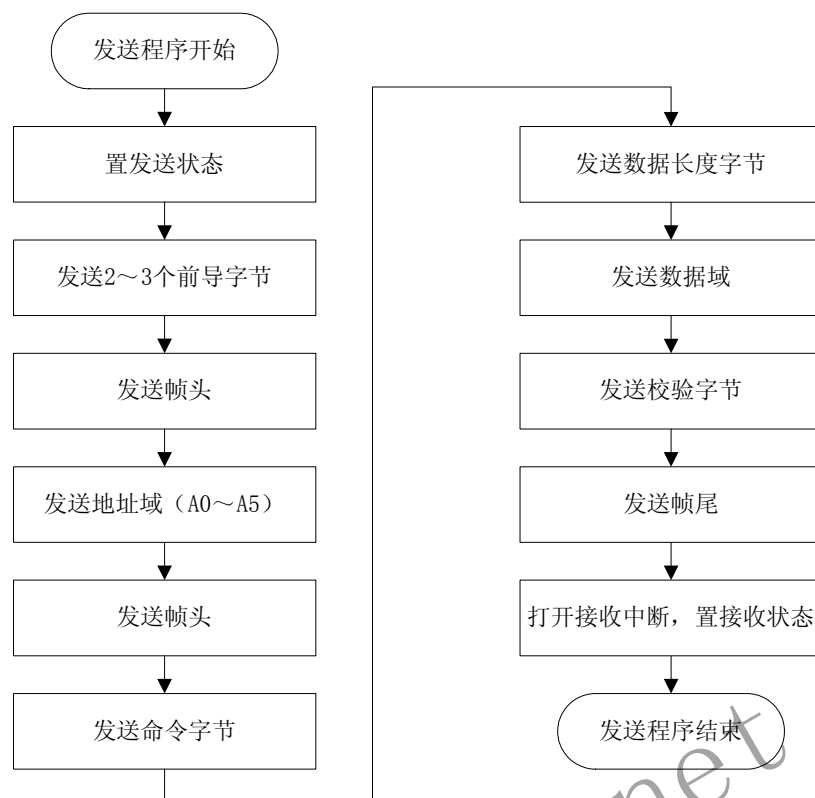 发送程序开始
置发送状态
发送2～3个前导字节
发送帧头
发送地址域（A0～A5）
发送帧头
发送命令字节
发送数据长度字节
发送数据域
发送校验字节
发送帧尾
打开接收中断，置接收状态
发送程序结束
net